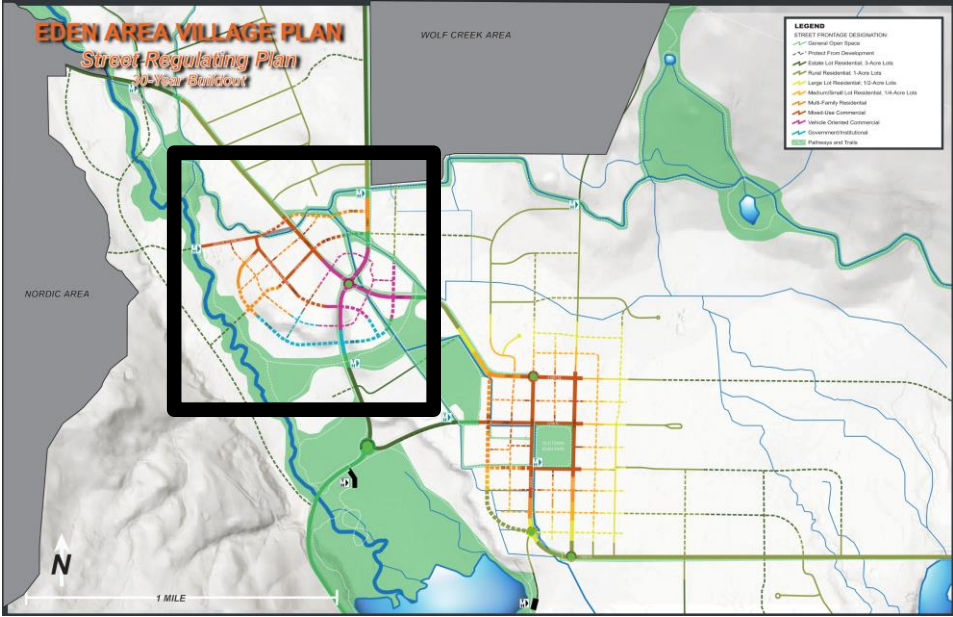 EDEN AREA VILLAGE PLAN
Street Regulating Plan
30-Year Buildout
WOLF CREEK AREA
LEGEND
STREET FRONTAGE DESIGNATION
General Open Space
Protect From Development
Estate Lot Residential, 3-Acre Lots
Rural Residential, 1-Acre Lots
Large Lot Residential, 1/2-Acre Lots
Medium/Small Lot Residential, 1/4-Acre Lots
Multi-Family Residential
Mixed-Use Commercial
Vehicle Oriented Commercial
Government/Institutional
Pathways and Trails
NORDIC AREA
N
1 MILE